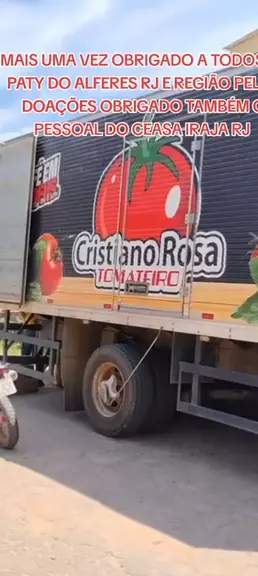 MAIS UMA VEZ OBRIGADO A TODOS
PATY DO ALFERES RJ E REGIÃO PEL
DOAÇÕES OBRIGADO TAMBÉM O
PESSOAL DO CEASA IRAJA RJ
E EM
Cristiano Rosa
TOMATEIRO